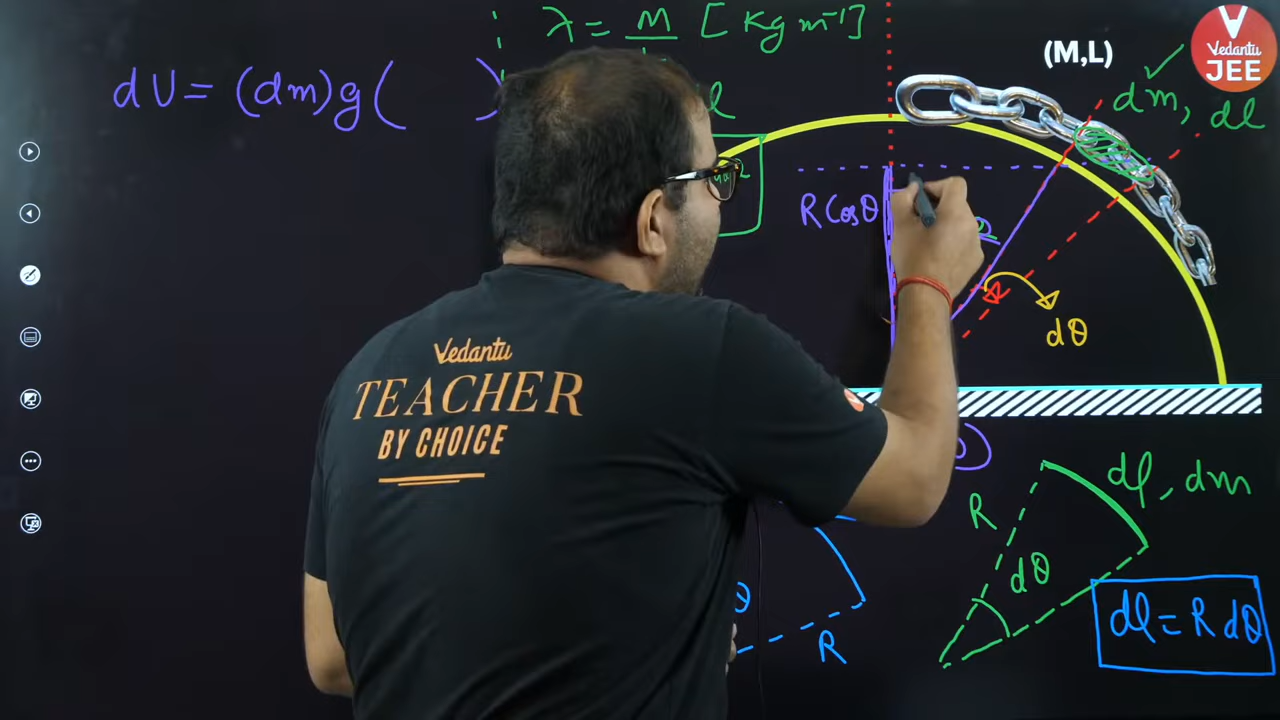 λ = M [Kg m⁻¹]
dU = (dm)g( )
(M,L)
Vedantu
JEE
dm, dl
R Cosθ
dθ
Vedantu
TEACHER
BY CHOICE
R
dθ
dl, dm
R
dl = R dθ